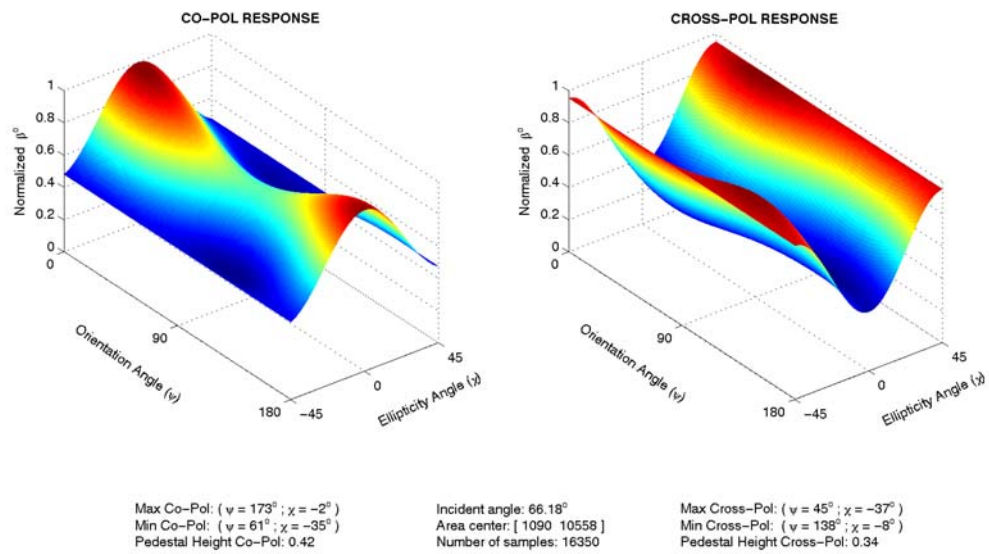 CO-POL RESPONSE
CROSS-POL RESPONSE
Normalized β°
1
0.8
0.6
0.4
0.2
0
0
90
180
Orientation Angle (ψ)
-45
0
45
Ellipticity Angle (χ)
Normalized β°
1
0.8
0.6
0.4
0.2
0
0
90
180
Orientation Angle (ψ)
-45
0
45
Ellipticity Angle (χ)
Max Co-Pol: ( ψ = 173° ; χ = -2° )
Min Co-Pol: ( ψ = 61° ; χ = -35° )
Pedestal Height Co-Pol: 0.42
Incident angle: 66.18°
Area center: [ 1090 10558 ]
Number of samples: 16350
Max Cross-Pol: ( ψ = 45° ; χ = -37° )
Min Cross-Pol: ( ψ = 138° ; χ = -8° )
Pedestal Height Cross-Pol: 0.34